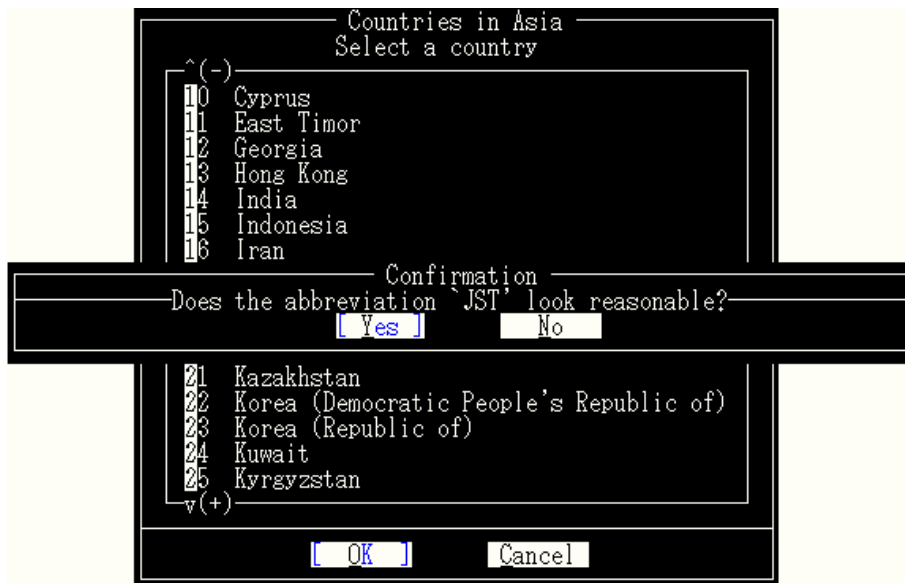 Countries in Asia
Select a country
^(-)
10 Cyprus
11 East Timor
12 Georgia
13 Hong Kong
14 India
15 Indonesia
16 Iran
Confirmation
Does the abbreviation `JST' look reasonable?
[ Yes ] No
21 Kazakhstan
22 Korea (Democratic People's Republic of)
23 Korea (Republic of)
24 Kuwait
25 Kyrgyzstan
v(+)
[ OK ] Cancel